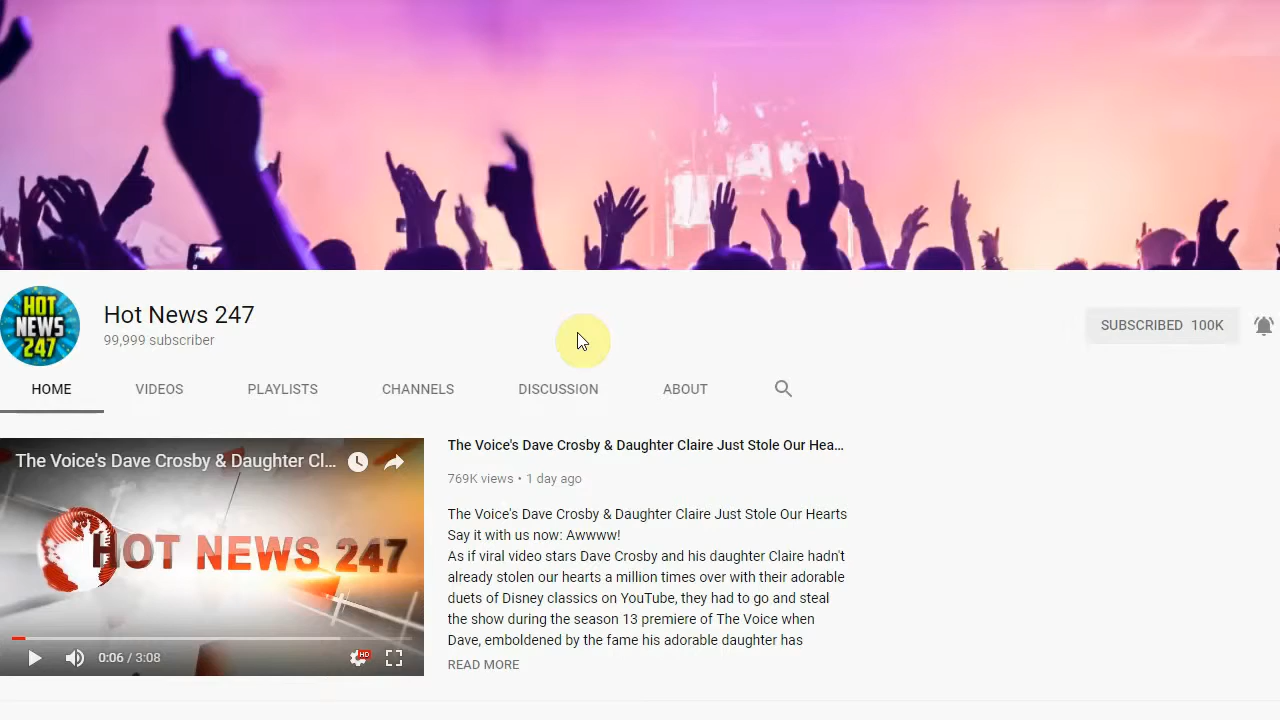 HOT
NEWS
247
Hot News 247
99,999 subscriber
SUBSCRIBED 100K
HOME VIDEOS PLAYLISTS CHANNELS DISCUSSION ABOUT
The Voice's Dave Crosby & Daughter Cl...
HOT NEWS 247
0:06 / 3:08
HD
The Voice's Dave Crosby & Daughter Claire Just Stole Our Hea...
769K views • 1 day ago
The Voice's Dave Crosby & Daughter Claire Just Stole Our Hearts
Say it with us now: Awwww!
As if viral video stars Dave Crosby and his daughter Claire hadn't
already stolen our hearts a million times over with their adorable
duets of Disney classics on YouTube, they had to go and steal
the show during the season 13 premiere of The Voice when
Dave, emboldened by the fame his adorable daughter has
READ MORE